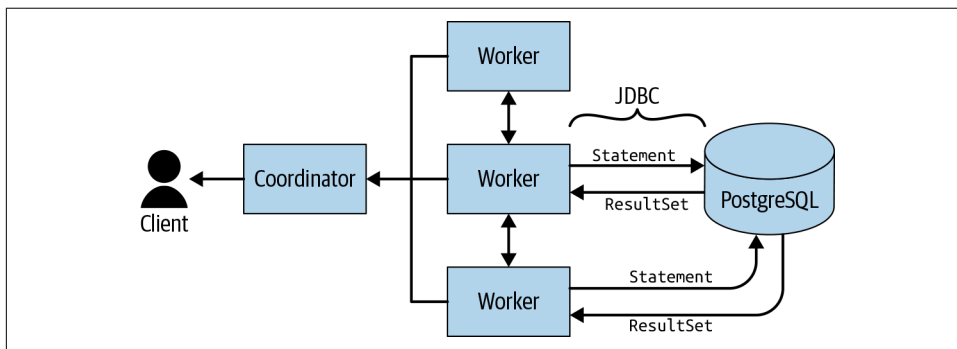 Worker
JDBC
Statement
Client
Coordinator
Worker
ResultSet
PostgreSQL
Worker
Statement
ResultSet